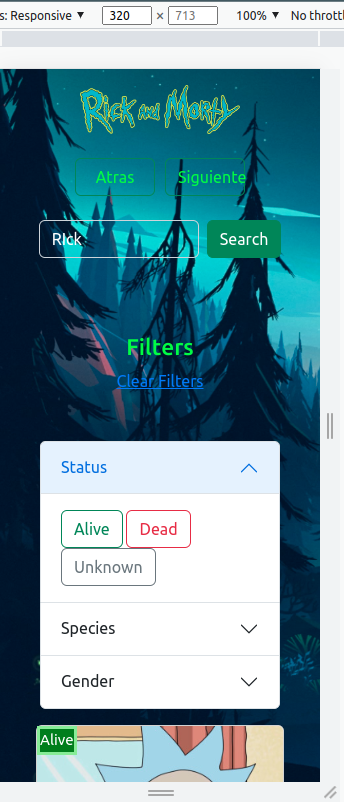 s: Responsive ▼ 320 × 713 100% ▼ No thrott
Rick and Morty
Atras Siguiente
RIck Search
Filters
Clear Filters
Status
Alive Dead
Unknown
Species
Gender
Alive